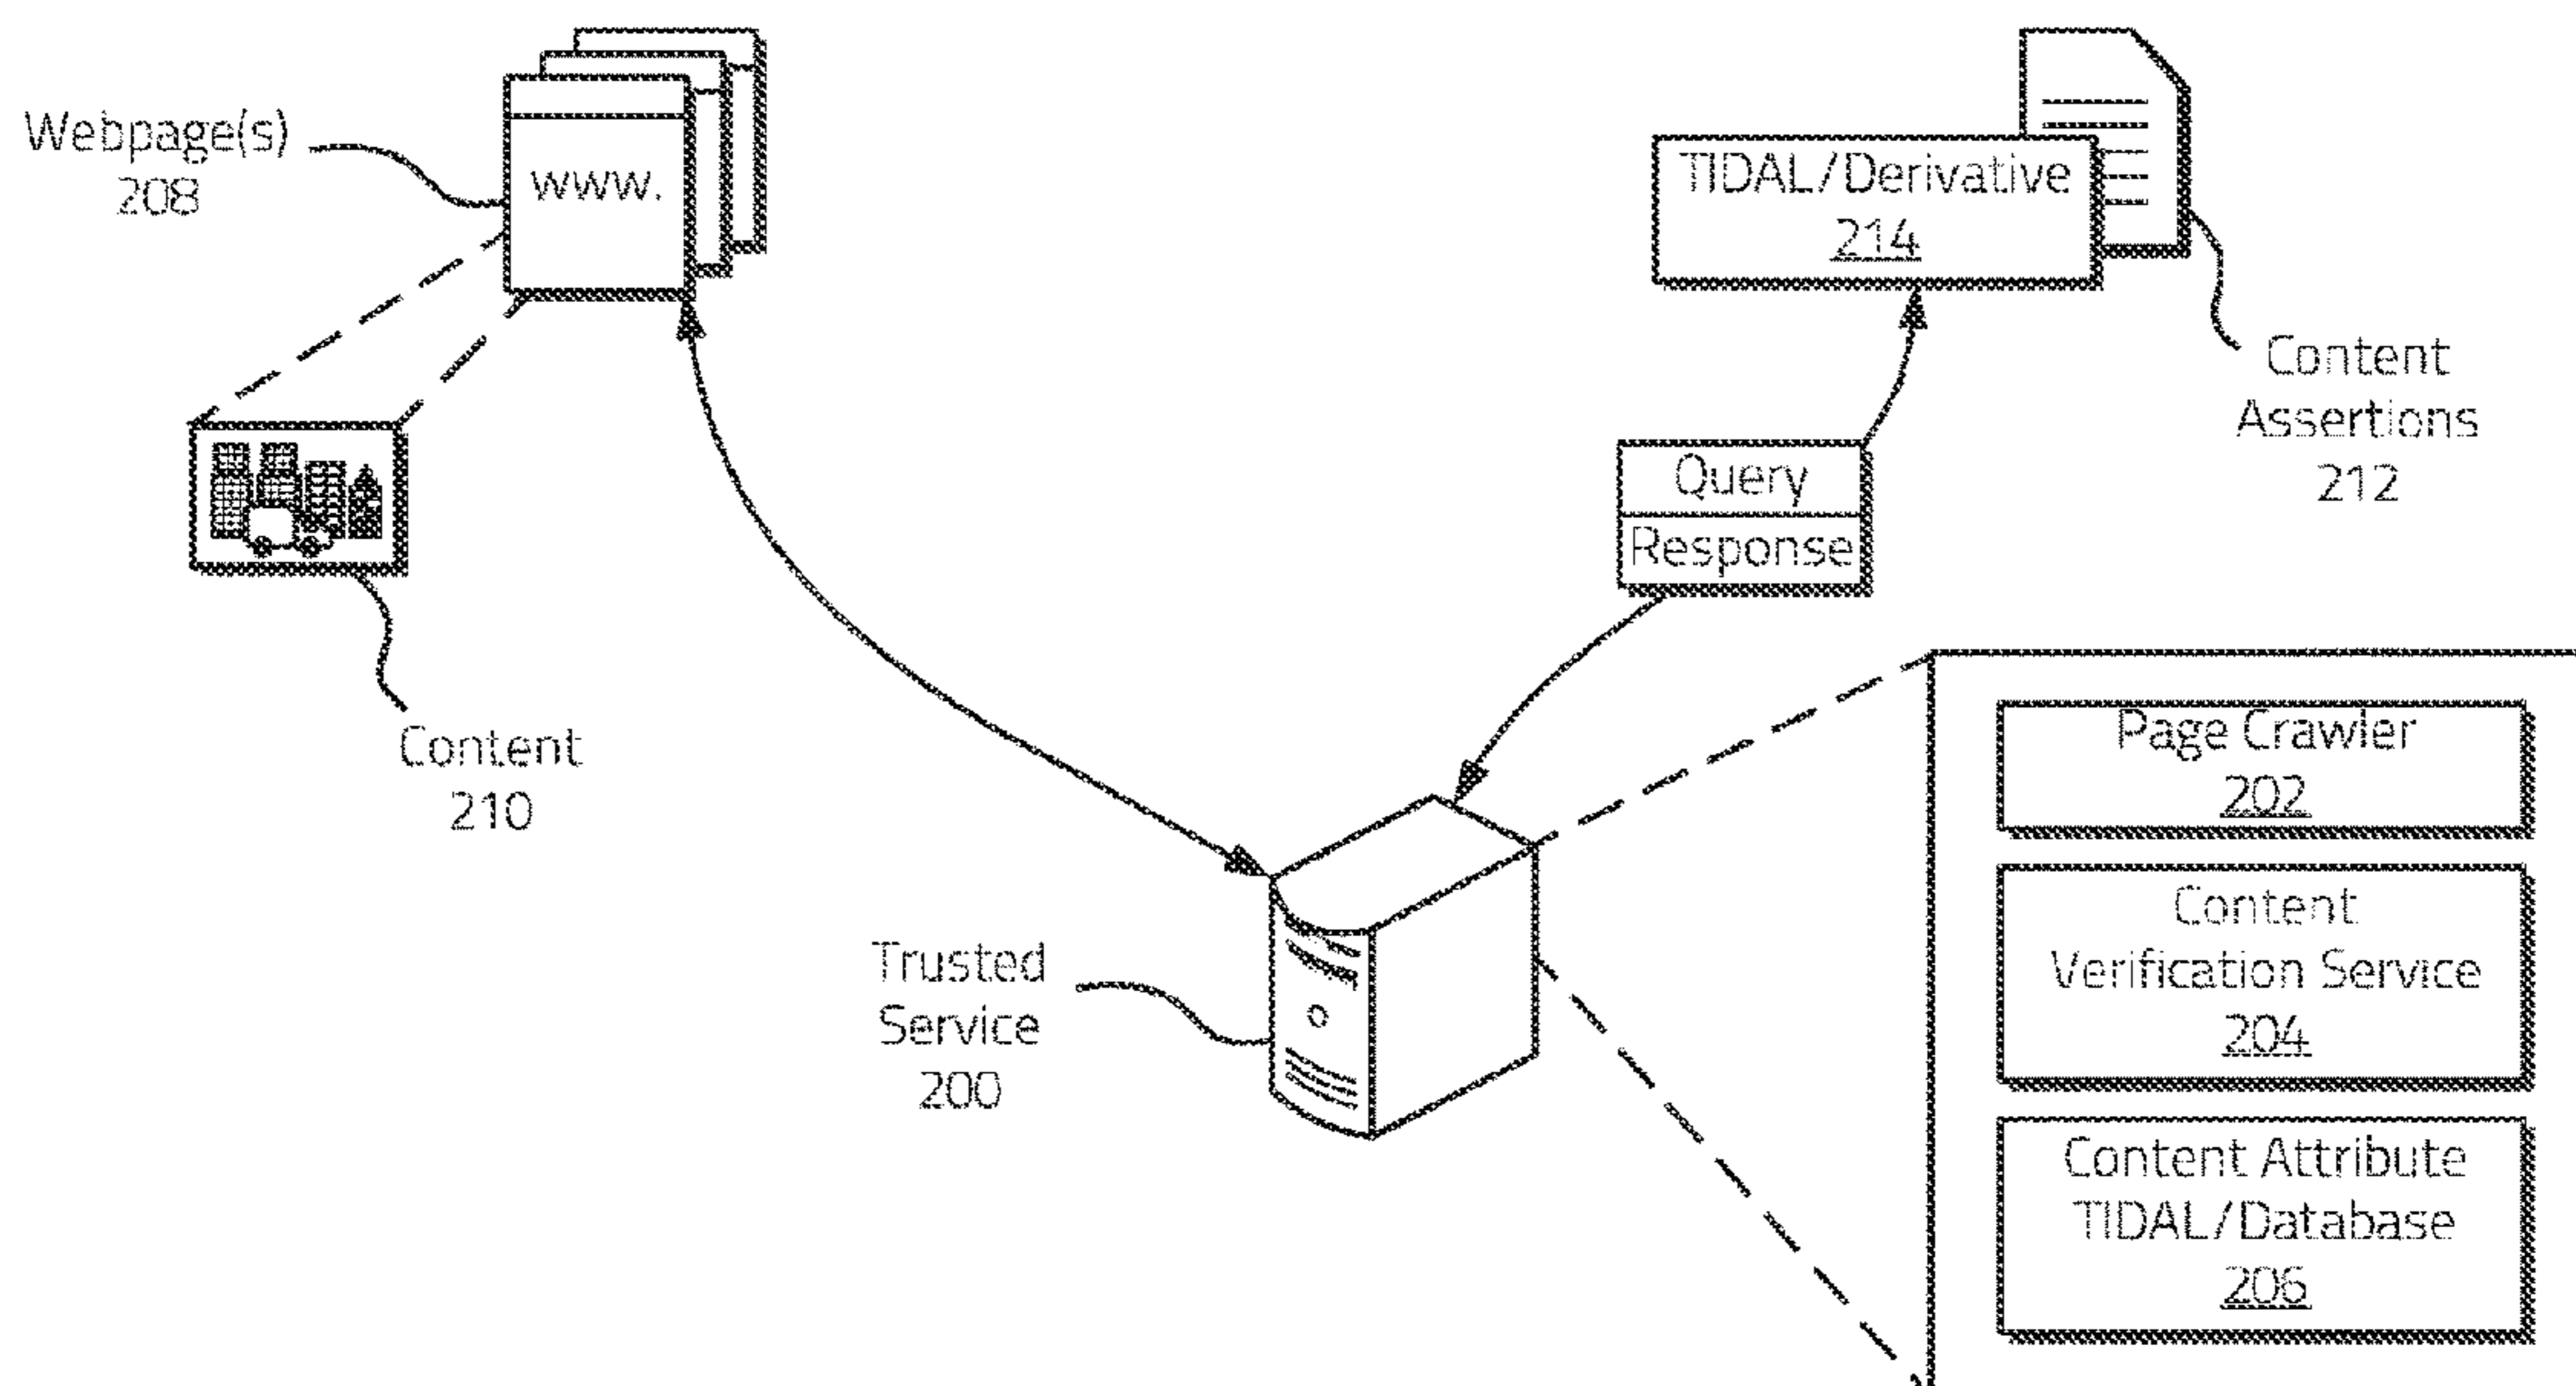 Webpage(s)
208
www.
TIDAL/Derivative
214
Content
Assertions
212
Query
Response
Content
210
Trusted
Service
200
Page Crawler
202
Content
Verification Service
204
Content Attribute
TIDAL/Database
206